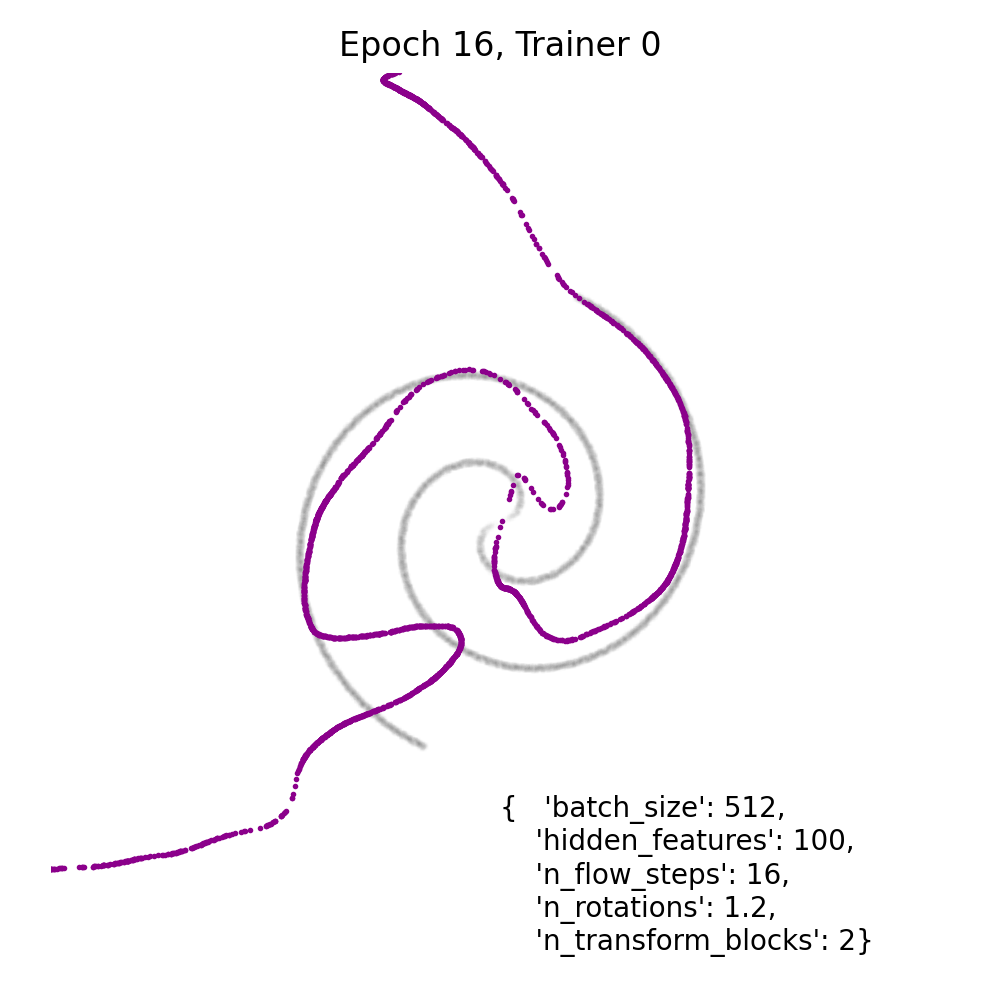 Epoch 16, Trainer 0
{   'batch_size': 512,
'hidden_features': 100,
'n_flow_steps': 16,
'n_rotations': 1.2,
'n_transform_blocks': 2}